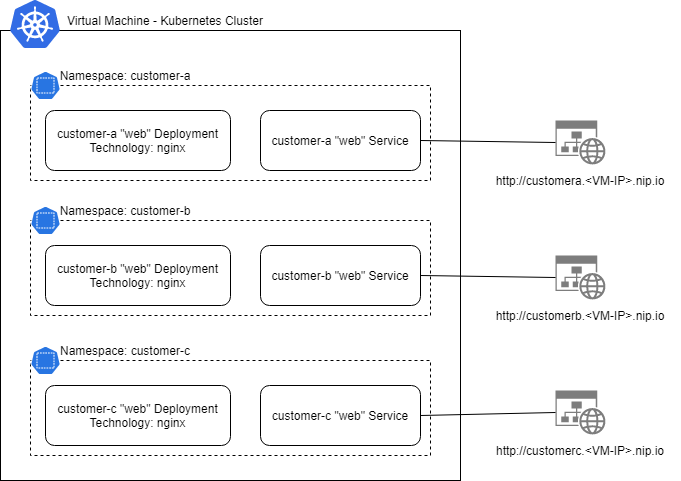 Virtual Machine - Kubernetes Cluster
Namespace: customer-a
customer-a "web" Deployment
Technology: nginx
customer-a "web" Service
http://customera.<VM-IP>.nip.io
Namespace: customer-b
customer-b "web" Deployment
Technology: nginx
customer-b "web" Service
http://customerb.<VM-IP>.nip.io
Namespace: customer-c
customer-c "web" Deployment
Technology: nginx
customer-c "web" Service
http://customerc.<VM-IP>.nip.io